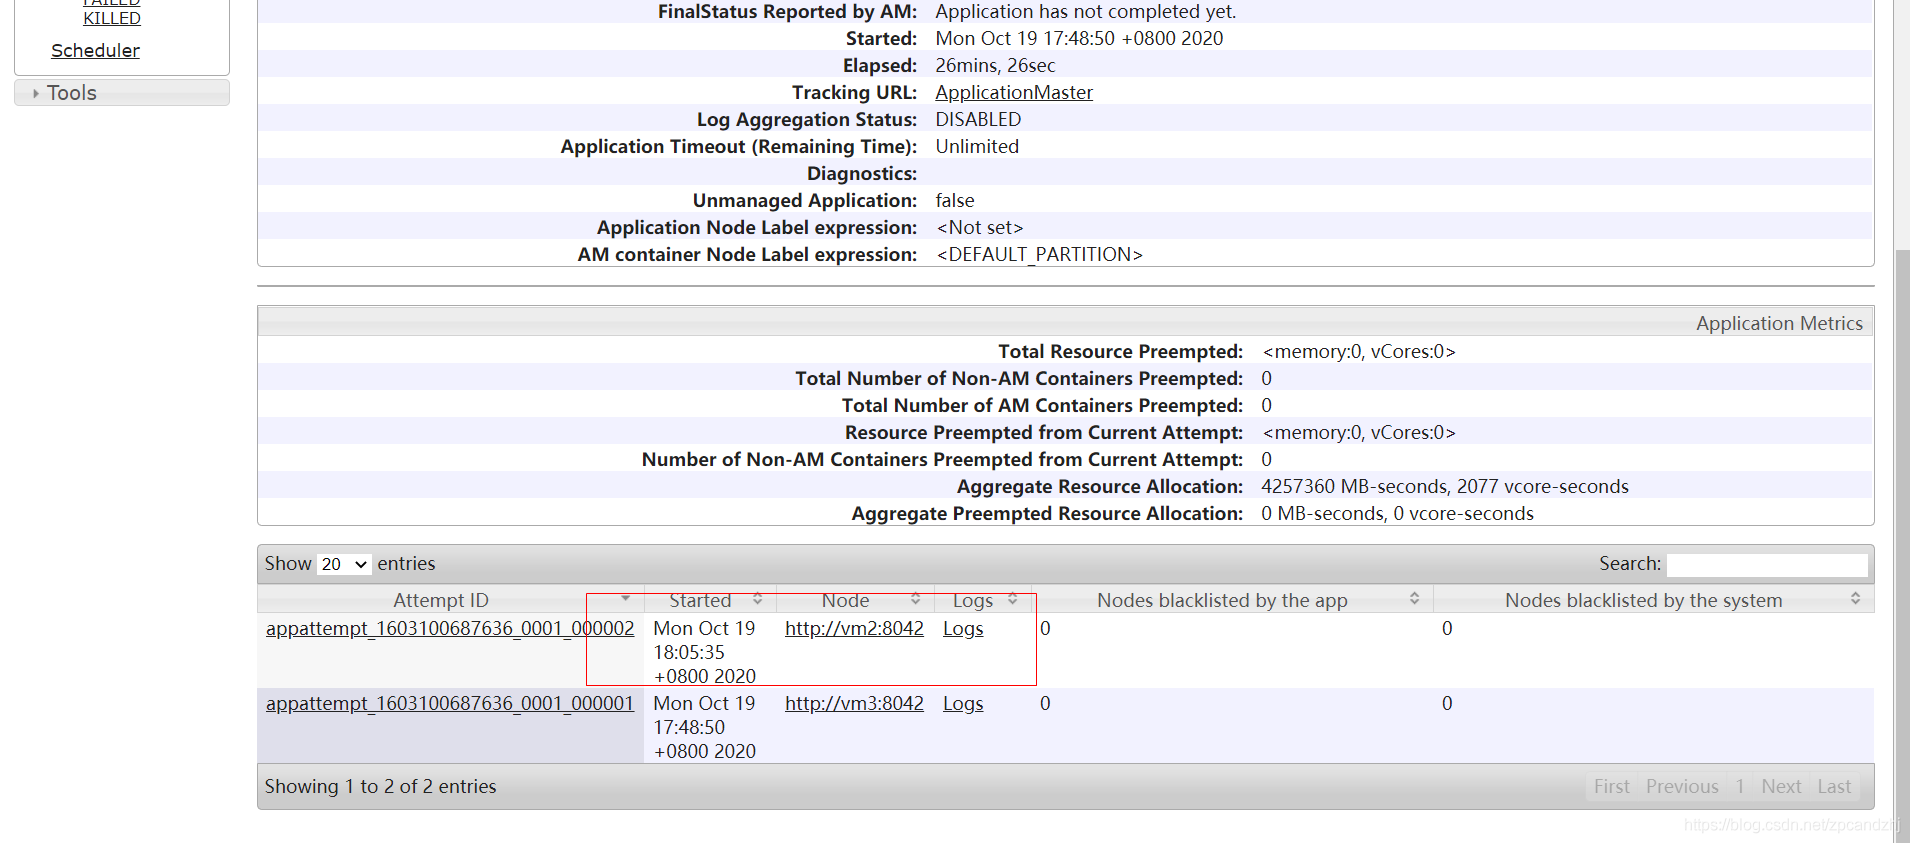 FAILED
KILLED
Scheduler
Tools
FinalStatus Reported by AM: Application has not completed yet.
Started: Mon Oct 19 17:48:50 +0800 2020
Elapsed: 26mins, 26sec
Tracking URL: ApplicationMaster
Log Aggregation Status: DISABLED
Application Timeout (Remaining Time): Unlimited
Diagnostics:
Unmanaged Application: false
Application Node Label expression: <Not set>
AM container Node Label expression: <DEFAULT_PARTITION>
Application Metrics
Total Resource Preempted: <memory:0, vCores:0>
Total Number of Non-AM Containers Preempted: 0
Total Number of AM Containers Preempted: 0
Resource Preempted from Current Attempt: <memory:0, vCores:0>
Number of Non-AM Containers Preempted from Current Attempt: 0
Aggregate Resource Allocation: 4257360 MB-seconds, 2077 vcore-seconds
Aggregate Preempted Resource Allocation: 0 MB-seconds, 0 vcore-seconds
Show 20 entries Search:
Attempt ID Started Node Logs Nodes blacklisted by the app Nodes blacklisted by the system
appattempt_1603100687636_0001_000002 Mon Oct 19 http://vm2:8042 Logs 0 0
18:05:35
+0800 2020
appattempt_1603100687636_0001_000001 Mon Oct 19 http://vm3:8042 Logs 0 0
17:48:50
+0800 2020
Showing 1 to 2 of 2 entries First Previous 1 Next Last
https://blog.csdn.net/zpcandzhj